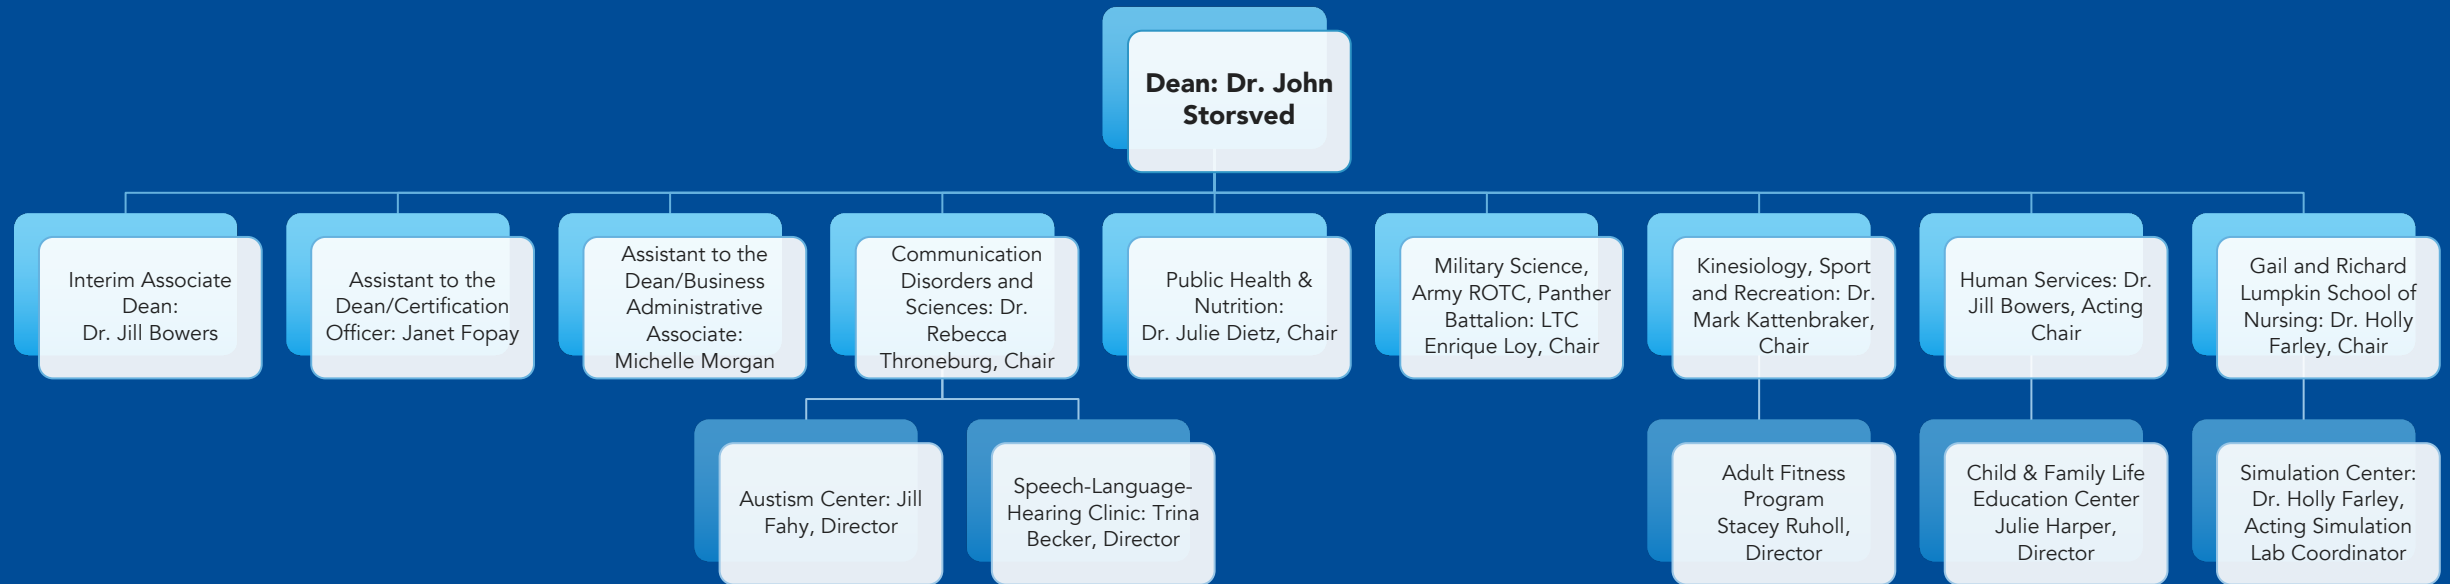 Dean: Dr. John
Storsved
Interim Associate
Dean:
Dr. Jill Bowers
Assistant to the
Dean/Certification
Officer: Janet Fopay
Assistant to the
Dean/Business
Administrative
Associate:
Michelle Morgan
Communication
Disorders and
Sciences: Dr.
Rebecca
Throneburg, Chair
Public Health &
Nutrition:
Dr. Julie Dietz, Chair
Military Science,
Army ROTC, Panther
Battalion: LTC
Enrique Loy, Chair
Kinesiology, Sport
and Recreation: Dr.
Mark Kattenbraker,
Chair
Human Services: Dr.
Jill Bowers, Acting
Chair
Gail and Richard
Lumpkin School of
Nursing: Dr. Holly
Farley, Chair
Austism Center: Jill
Fahy, Director
Speech-Language-
Hearing Clinic: Trina
Becker, Director
Adult Fitness
Program
Stacey Ruholl,
Director
Child & Family Life
Education Center
Julie Harper,
Director
Simulation Center:
Dr. Holly Farley,
Acting Simulation
Lab Coordinator